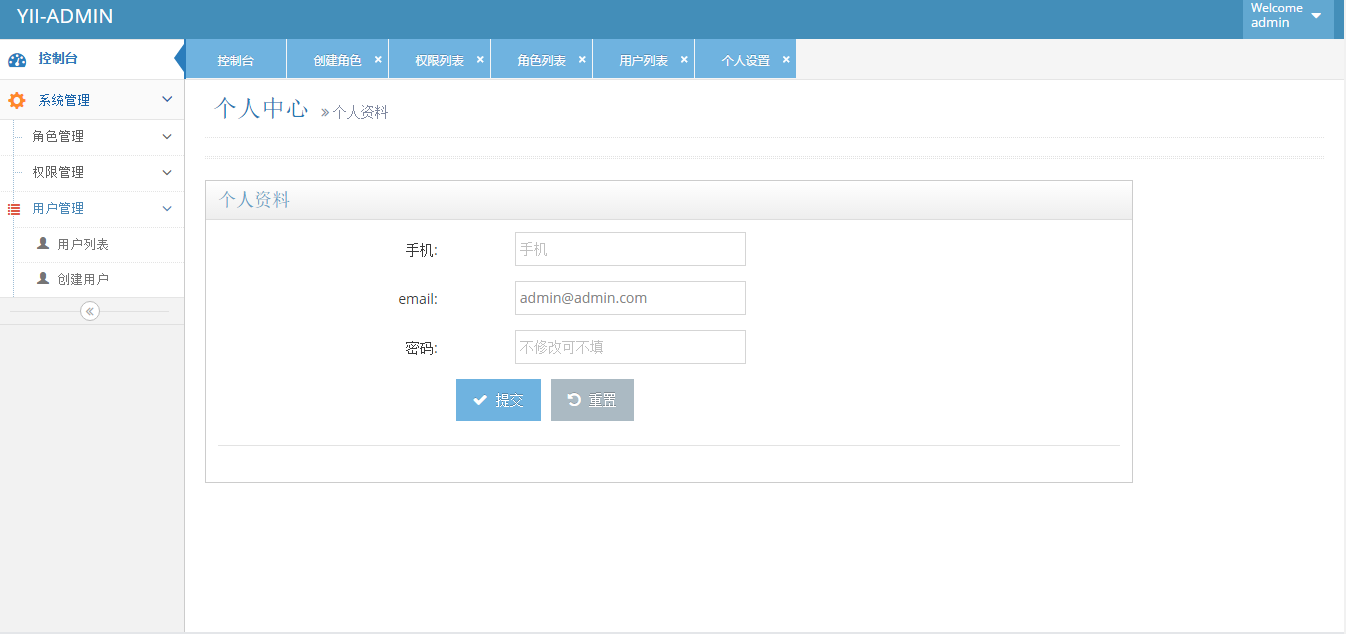 YII-ADMIN
Welcome
admin
控制台
控制台
创建角色 ×
权限列表 ×
角色列表 ×
用户列表 ×
个人设置 ×
系统管理
角色管理
权限管理
用户管理
用户列表
创建用户
«
个人中心 » 个人资料
个人资料
手机: 手机
email: admin@admin.com
密码: 不修改可不填
提交 重置